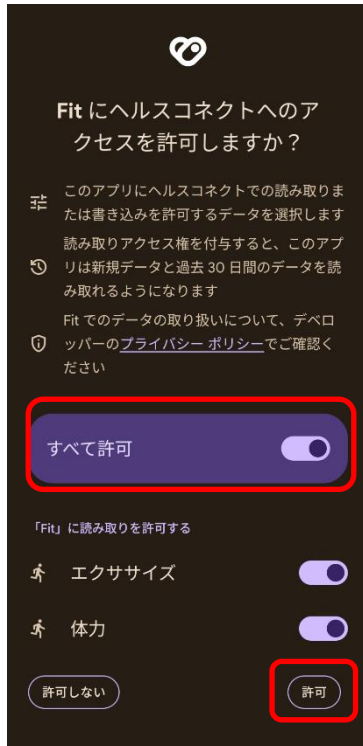 Fit にヘルスコネクトへのア
クセスを許可しますか？
このアプリにヘルスコネクトでの読み取りま
たは書き込みを許可するデータを選択します
読み取りアクセス権を付与すると、このアプ
リは新規データと過去 30 日間のデータを読
み取れるようになります
Fit でのデータの取り扱いについて、デベロ
ッパーのプライバシー ポリシーでご確認く
ださい
すべて許可
「Fit」に読み取りを許可する
エクササイズ
体力
許可しない
許可